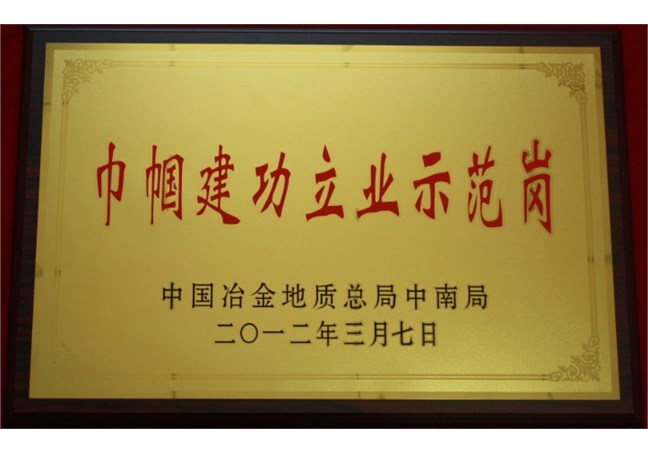 巾帼建功立业示范岗
中国冶金地质总局中南局
二〇一二年三月七日